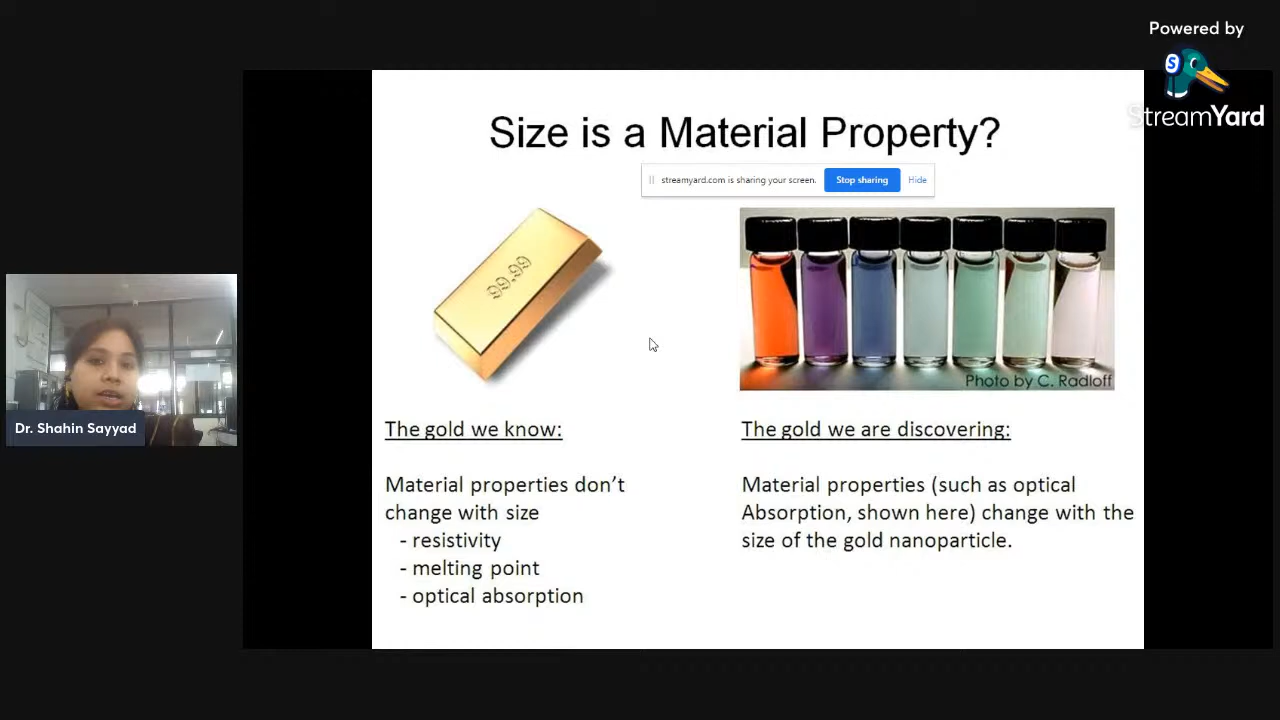 Powered by
StreamYard
Size is a Material Property?
streamyard.com is sharing your screen.
Stop sharing
Hide
99.99
Photo by C. Radloff
Dr. Shahin Sayyad
The gold we know:
Material properties don't
change with size
- resistivity
- melting point
- optical absorption
The gold we are discovering:
Material properties (such as optical
Absorption, shown here) change with the
size of the gold nanoparticle.